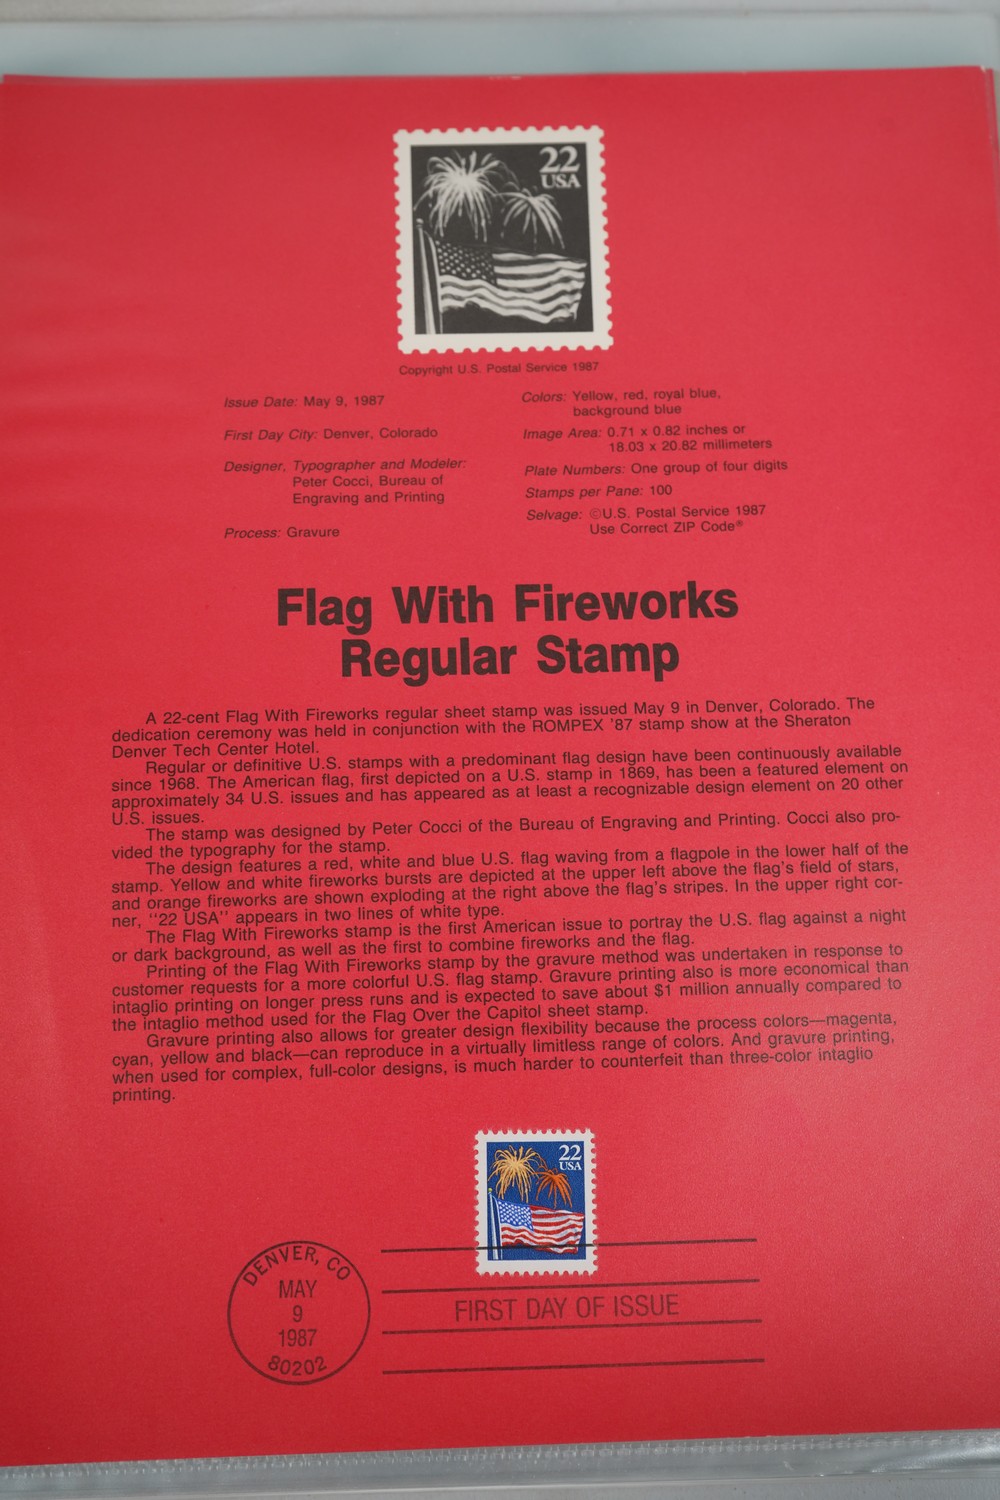 22
USA
Copyright U.S. Postal Service 1987
Issue Date: May 9, 1987
First Day City: Denver, Colorado
Designer, Typographer and Modeler:
Peter Cocci, Bureau of
Engraving and Printing
Process: Gravure
Colors: Yellow, red, royal blue,
background blue
Image Area: 0.71 x 0.82 inches or
18.03 x 20.82 millimeters
Plate Numbers: One group of four digits
Stamps per Pane: 100
Selvage: ©U.S. Postal Service 1987
Use Correct ZIP Code®
Flag With Fireworks
Regular Stamp
A 22-cent Flag With Fireworks regular sheet stamp was issued May 9 in Denver, Colorado. The
dedication ceremony was held in conjunction with the ROMPEX '87 stamp show at the Sheraton
Denver Tech Center Hotel.
Regular or definitive U.S. stamps with a predominant flag design have been continuously available
since 1968. The American flag, first depicted on a U.S. stamp in 1869, has been a featured element on
approximately 34 U.S. issues and has appeared as at least a recognizable design element on 20 other
U.S. issues.
The stamp was designed by Peter Cocci of the Bureau of Engraving and Printing. Cocci also pro-
vided the typography for the stamp.
The design features a red, white and blue U.S. flag waving from a flagpole in the lower half of the
stamp. Yellow and white fireworks bursts are depicted at the upper left above the flag's field of stars,
and orange fireworks are shown exploding at the right above the flag's stripes. In the upper right cor-
ner, "22 USA" appears in two lines of white type.
The Flag With Fireworks stamp is the first American issue to portray the U.S. flag against a night
or dark background, as well as the first to combine fireworks and the flag.
Printing of the Flag With Fireworks stamp by the gravure method was undertaken in response to
customer requests for a more colorful U.S. flag stamp. Gravure printing also is more economical than
intaglio printing on longer press runs and is expected to save about $1 million annually compared to
the intaglio method used for the Flag Over the Capitol sheet stamp.
Gravure printing also allows for greater design flexibility because the process colors—magenta,
cyan, yellow and black—can reproduce in a virtually limitless range of colors. And gravure printing,
when used for complex, full-color designs, is much harder to counterfeit than three-color intaglio
printing.
22
USA
DENVER, CO
MAY
9
1987
80202
FIRST DAY OF ISSUE